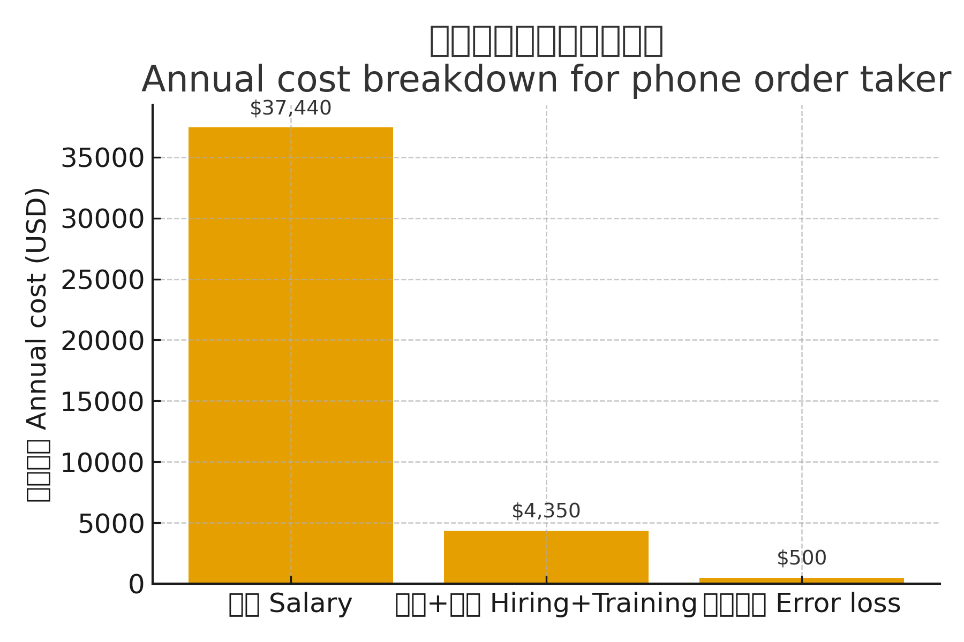 Annual cost breakdown for phone order taker
$37,440
Annual cost (USD)
35000
30000
25000
20000
15000
10000
5000
0
$4,350
$500
Salary
+ Hiring+Training
Error loss